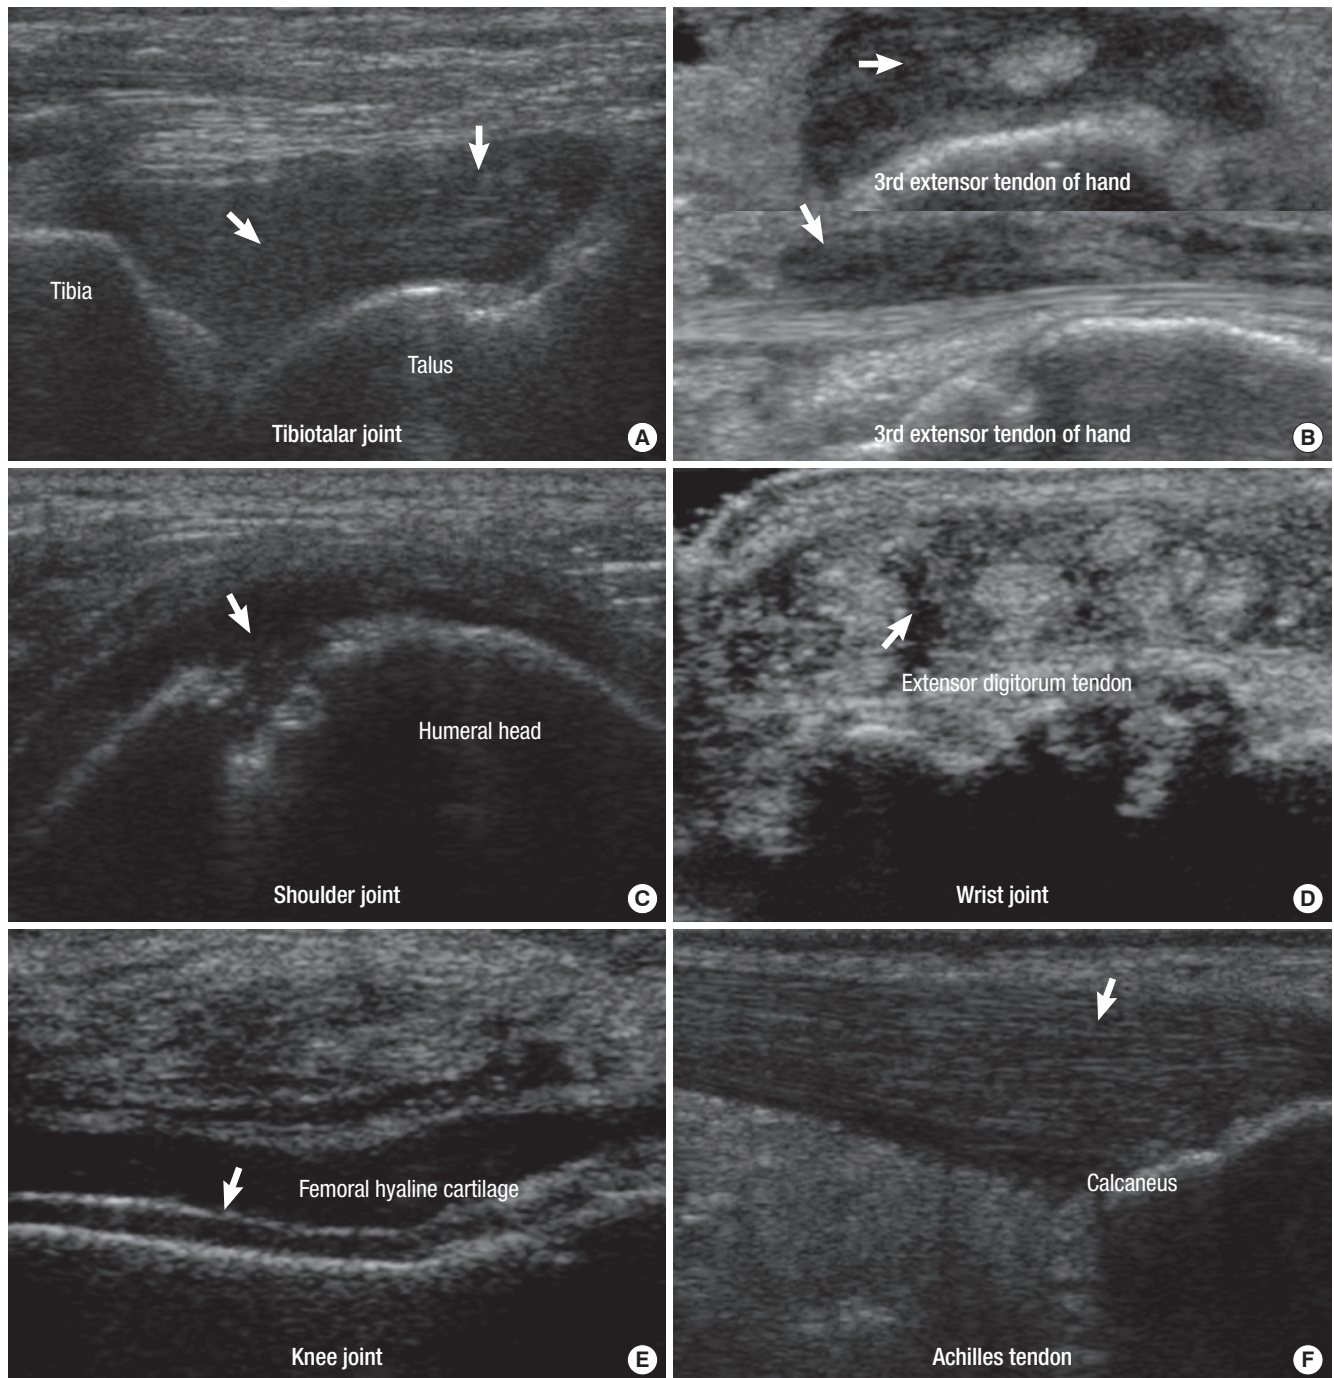 Tibia
Talus
Tibiotalar joint
A
3rd extensor tendon of hand
3rd extensor tendon of hand
B
Humeral head
Shoulder joint
C
Extensor digitorum tendon
Wrist joint
D
Femoral hyaline cartilage
Knee joint
E
Calcaneus
Achilles tendon
F